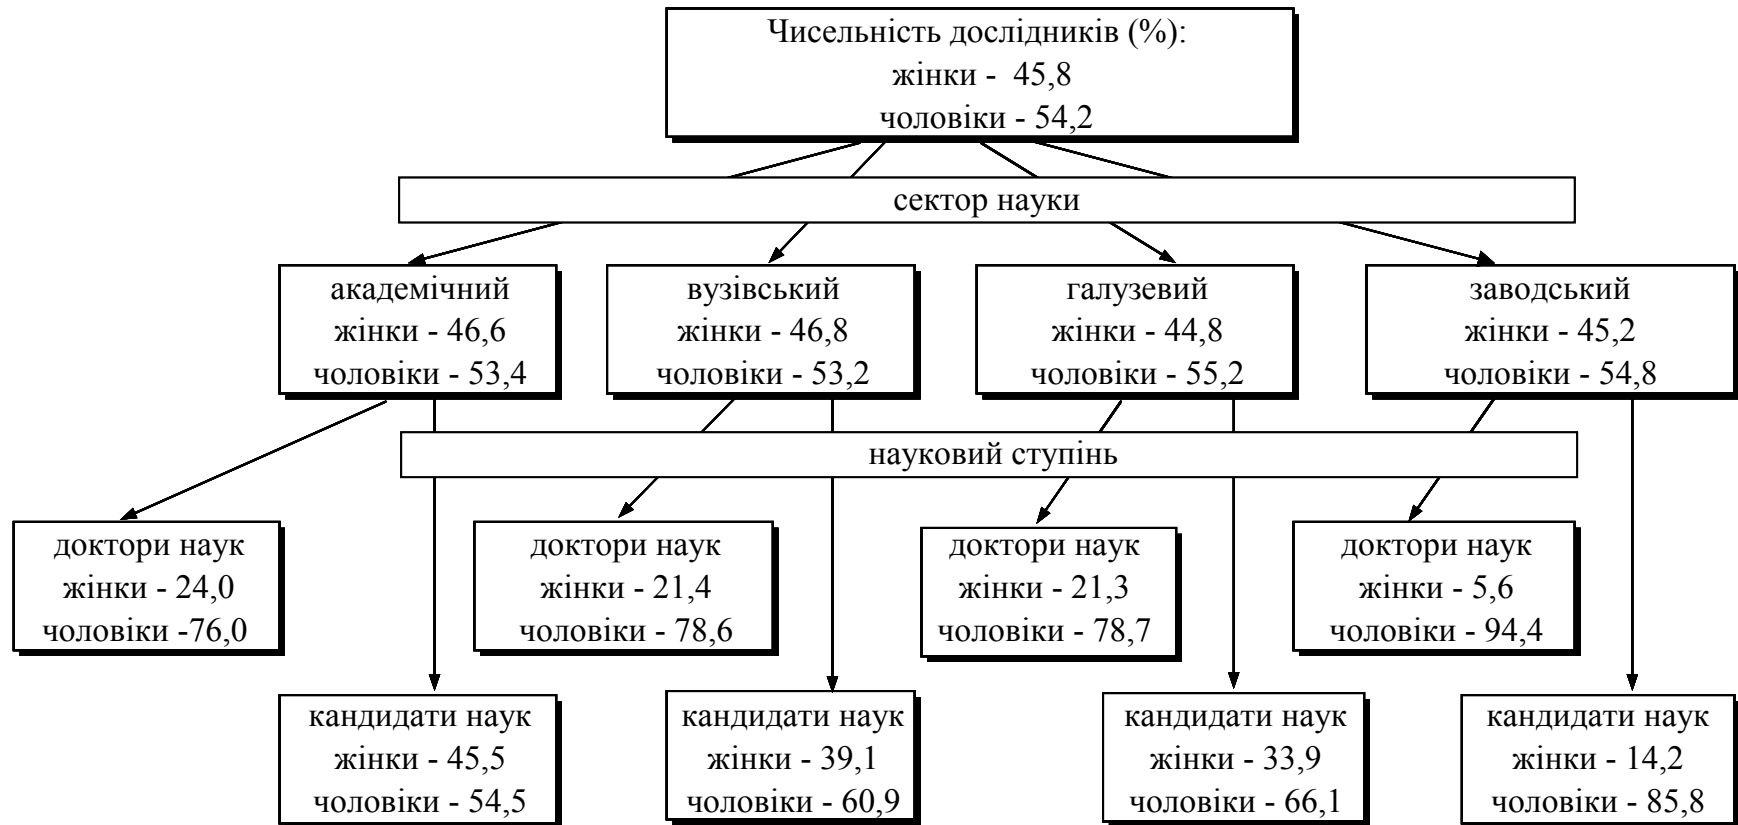 Чисельність дослідників (%):
жінки - 45,8
чоловіки - 54,2
сектор науки
академічний
жінки - 46,6
чоловіки - 53,4
вузівський
жінки - 46,8
чоловіки - 53,2
галузевий
жінки - 44,8
чоловіки - 55,2
заводський
жінки - 45,2
чоловіки - 54,8
науковий ступінь
доктори наук
жінки - 24,0
чоловіки -76,0
доктори наук
жінки - 21,4
чоловіки - 78,6
доктори наук
жінки - 21,3
чоловіки - 78,7
доктори наук
жінки - 5,6
чоловіки - 94,4
кандидати наук
жінки - 45,5
чоловіки - 54,5
кандидати наук
жінки - 39,1
чоловіки - 60,9
кандидати наук
жінки - 33,9
чоловіки - 66,1
кандидати наук
жінки - 14,2
чоловіки - 85,8